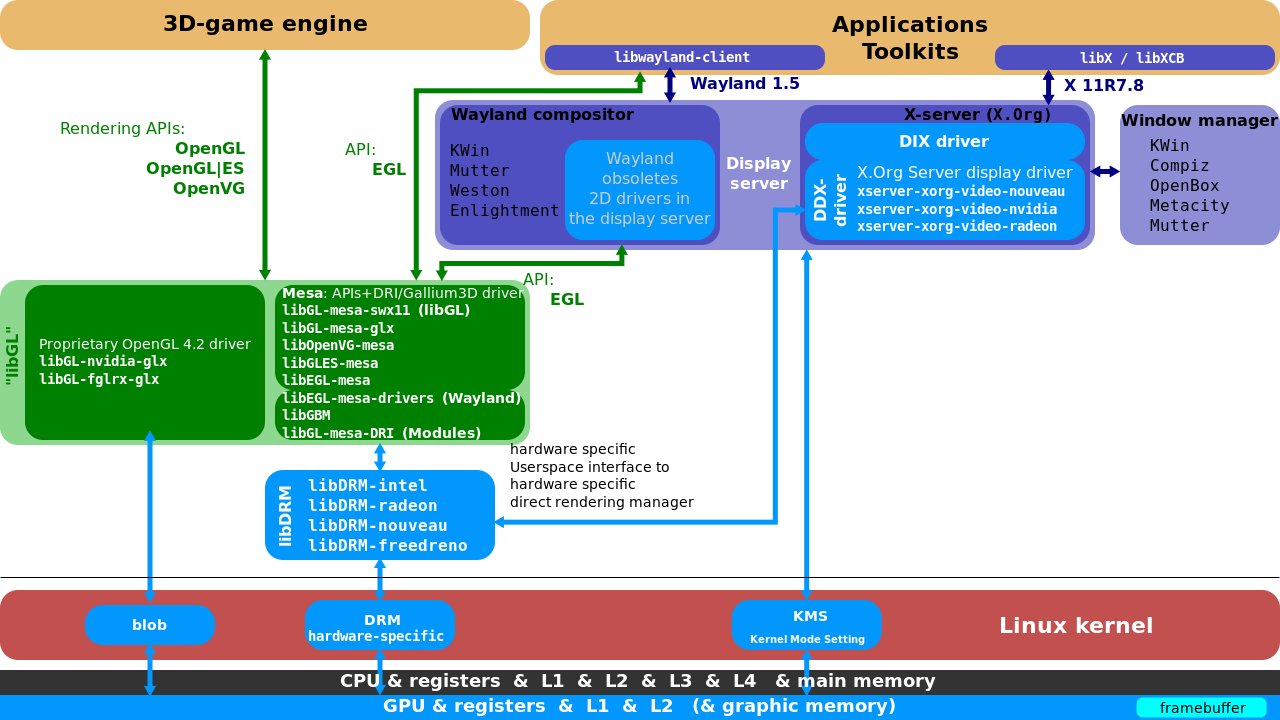 3D-game engine
Applications
Toolkits
libwayland-client
libX / libXCB
Wayland 1.5
X 11R7.8
Rendering APIs:
OpenGL
OpenGL|ES
OpenVG
API:
EGL
Wayland compositor
KWin
Mutter
Weston
Enlightment
Wayland
obsoletes
2D drivers in
the display server
Display
server
X-server (X.Org)
DIX driver
DDX-
driver
X.Org Server display driver
xserver-xorg-video-nouveau
xserver-xorg-video-nvidia
xserver-xorg-video-radeon
Window manager
KWin
Compiz
OpenBox
Metacity
Mutter
API:
EGL
"libGL"
Proprietary OpenGL 4.2 driver
libGL-nvidia-glx
libGL-fglrx-glx
Mesa: APIs+DRI/Gallium3D driver
libGL-mesa-swx11 (libGL)
libGL-mesa-glx
libOpenVG-mesa
libGLES-mesa
libEGL-mesa
libEGL-mesa-drivers (Wayland)
libGBM
libGL-mesa-DRI (Modules)
hardware specific
Userspace interface to
hardware specific
direct rendering manager
libDRM
libDRM-intel
libDRM-radeon
libDRM-nouveau
libDRM-freedreno
blob
DRM
hardware-specific
KMS
Kernel Mode Setting
Linux kernel
CPU & registers & L1 & L2 & L3 & L4 & main memory
GPU & registers & L1 & L2 (& graphic memory)
framebuffer